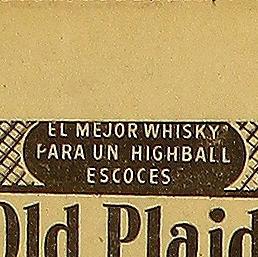 EL MEJOR WHISKY
PARA UN HIGHBALL
ESCOCES
Old Plaid